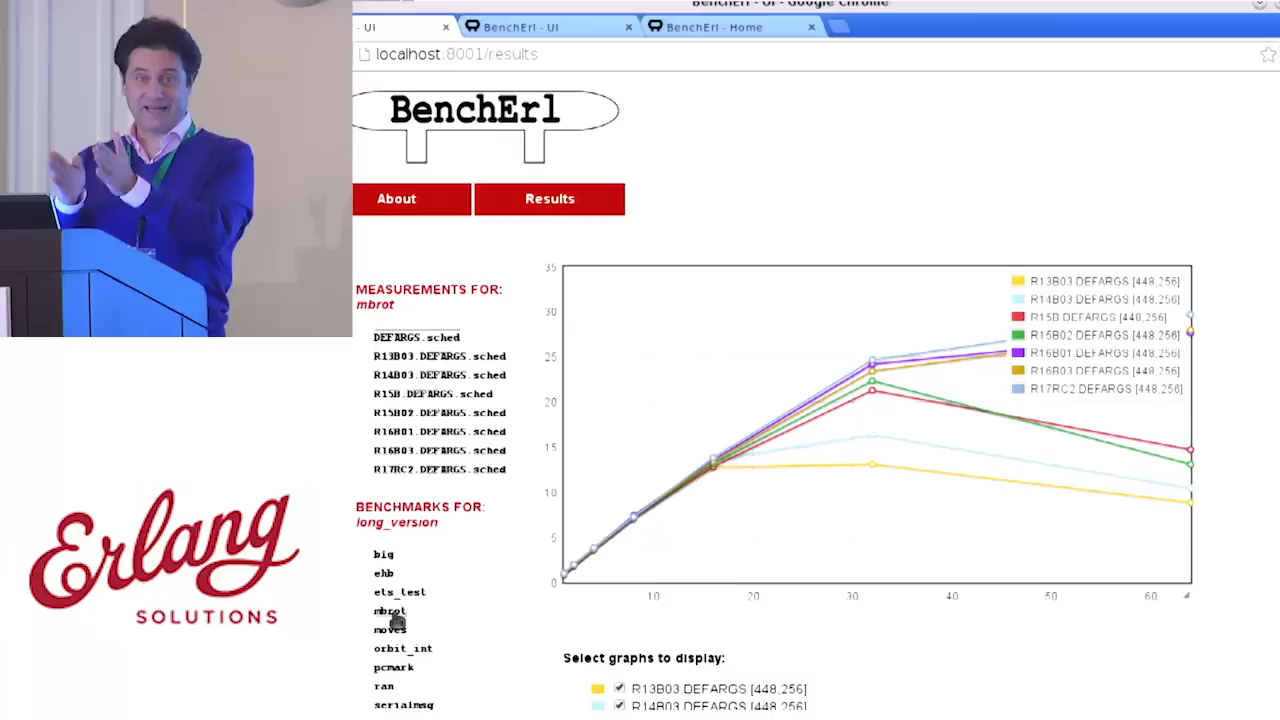 BenchErl - UI - Google Chrome
- UI
BenchErl - UI
BenchErl - Home
localhost:8001/results
BenchErl
About
Results
MEASUREMENTS FOR:
mbrot
DEFARGS.sched
R13B03.DEFARGS.sched
R14B03.DEFARGS.sched
R15B.DEFARGS.sched
R15B02.DEFARGS.sched
R16B01.DEFARGS.sched
R16B03.DEFARGS.sched
R17RC2.DEFARGS.sched
BENCHMARKS FOR:
long_version
big
ehb
ets_test
mbrot
moves
orbit_int
pcmark
ran
serialmsg
35
30
25
20
15
10
5
0
10
20
30
40
50
60
R13B03.DEFARGS [448,256]
R14B03.DEFARGS [448,256]
R15B.DEFARGS [448,256]
R15B02.DEFARGS [448,256]
R16B01.DEFARGS [448,256]
R16B03.DEFARGS [448,256]
R17RC2.DEFARGS [448,256]
Select graphs to display:
R13B03.DEFARGS [448,256]
R14B03.DEFARGS [448,256]
Erlang
SOLUTIONS